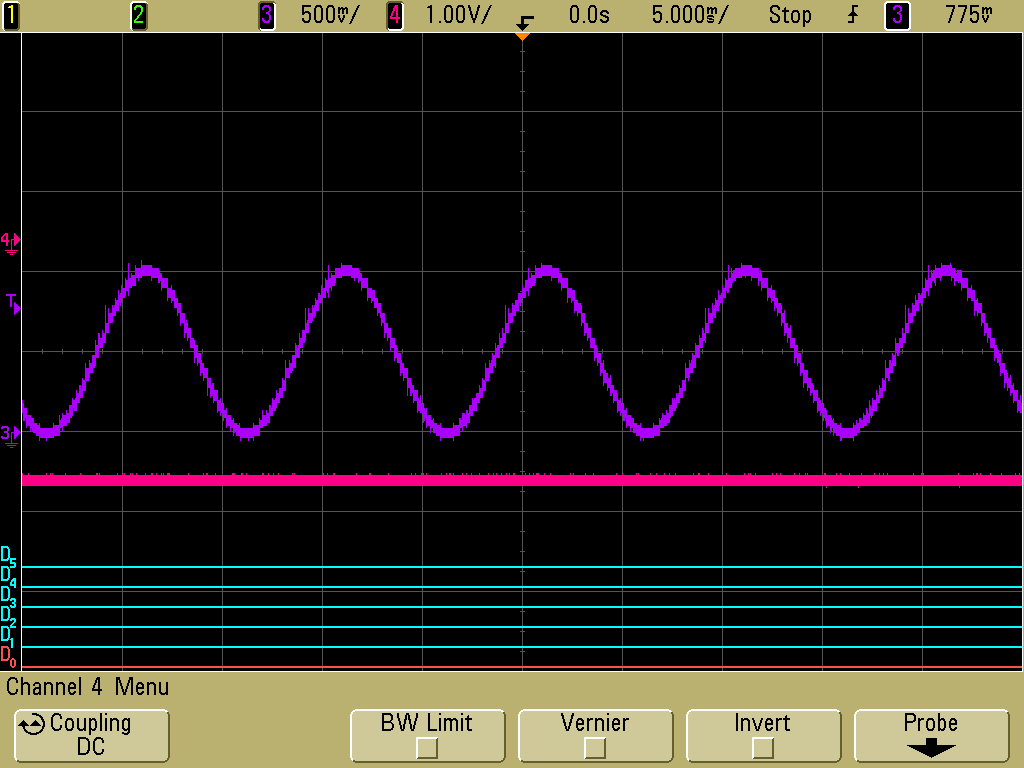 1 2 3 500mV/ 4 1.00V/ 0.0s 5.000ms/ Stop 3 775mV
4
T
3
D5
D4
D3
D2
D1
D0
Channel 4 Menu
Coupling BW Limit Vernier Invert Probe
DC